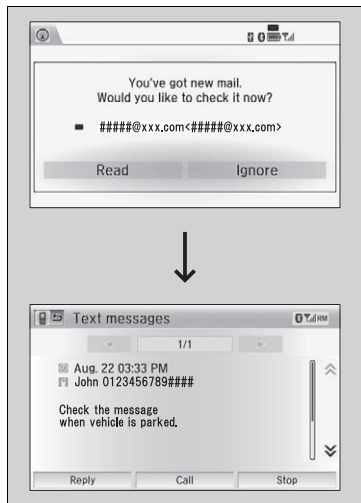 You've got new mail.
Would you like to check it now?
#####@xxx.com<#####@xxx.com>
Read Ignore
Text messages RM
1/1
Aug. 22 03:33 PM
John 0123456789####
Check the message
when vehicle is parked.
Reply Call Stop